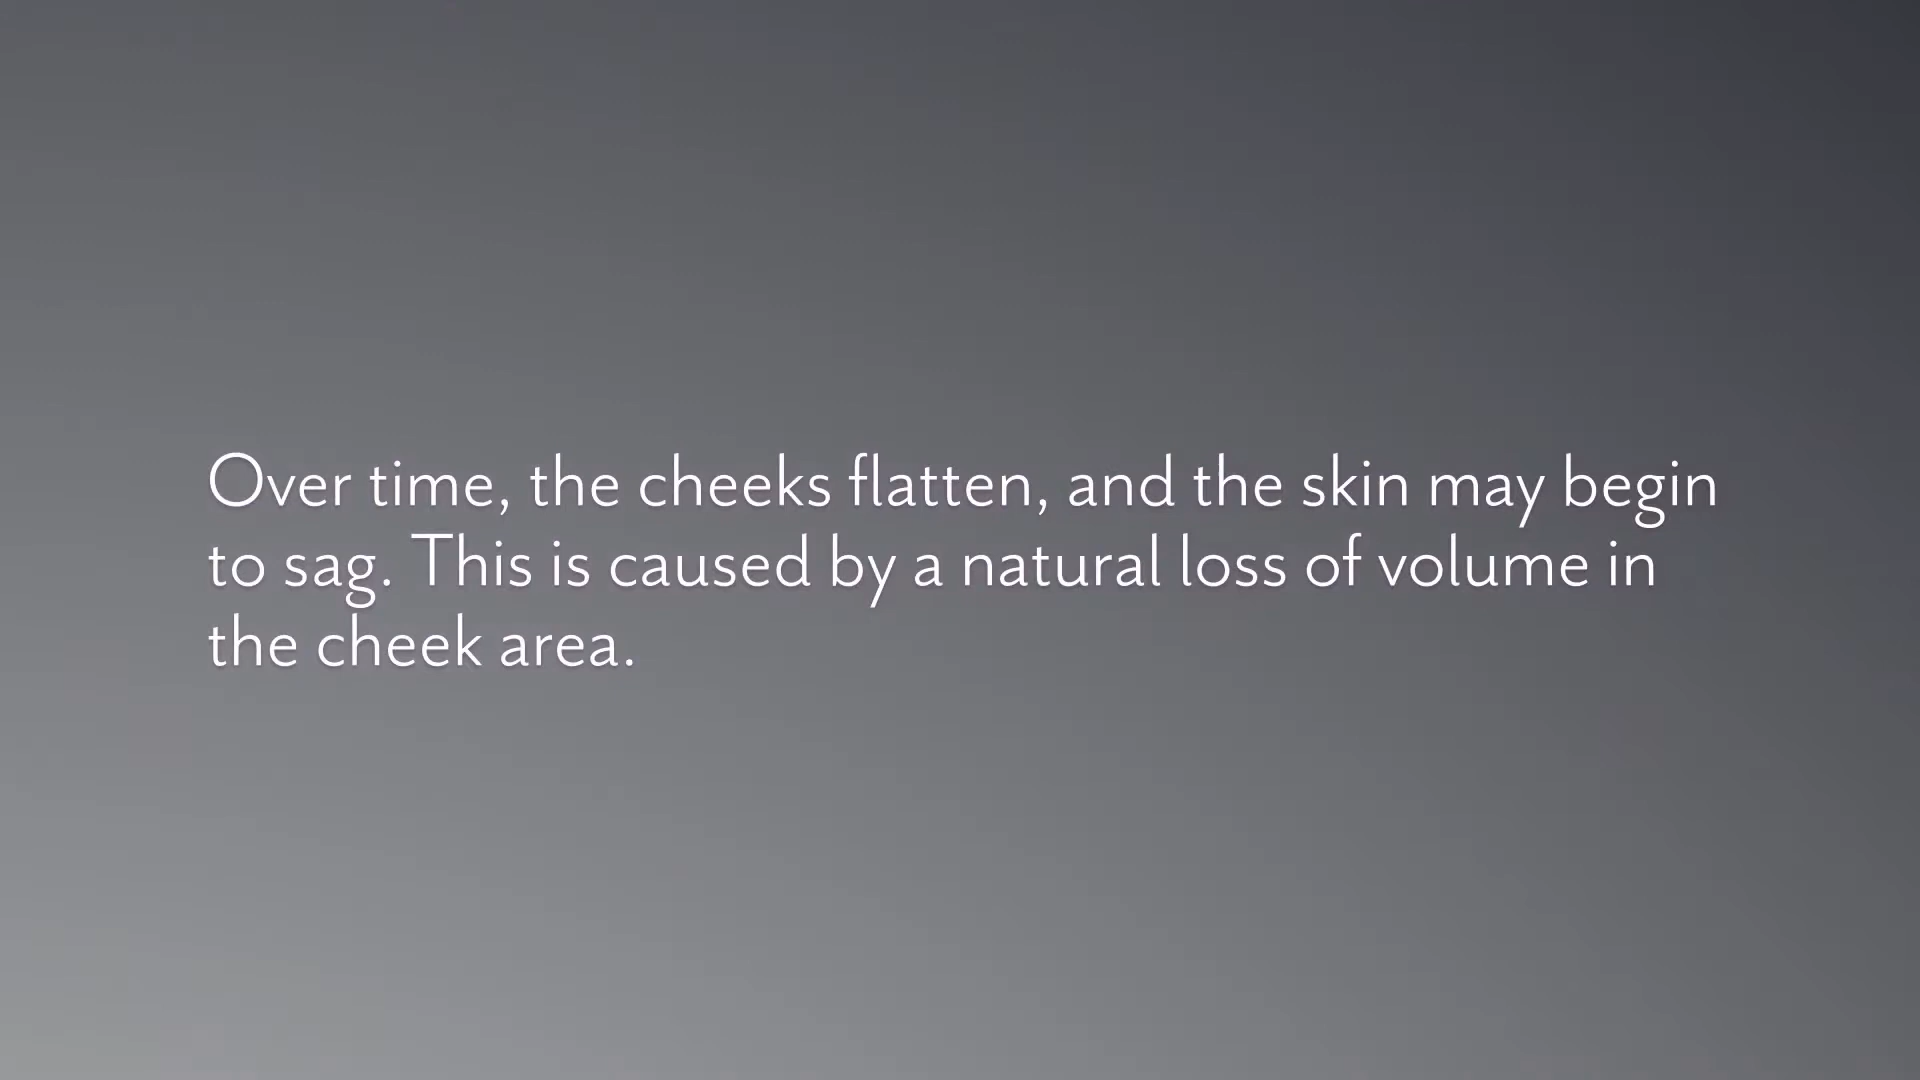 Over time, the cheeks flatten, and the skin may begin
to sag. This is caused by a natural loss of volume in
the cheek area.